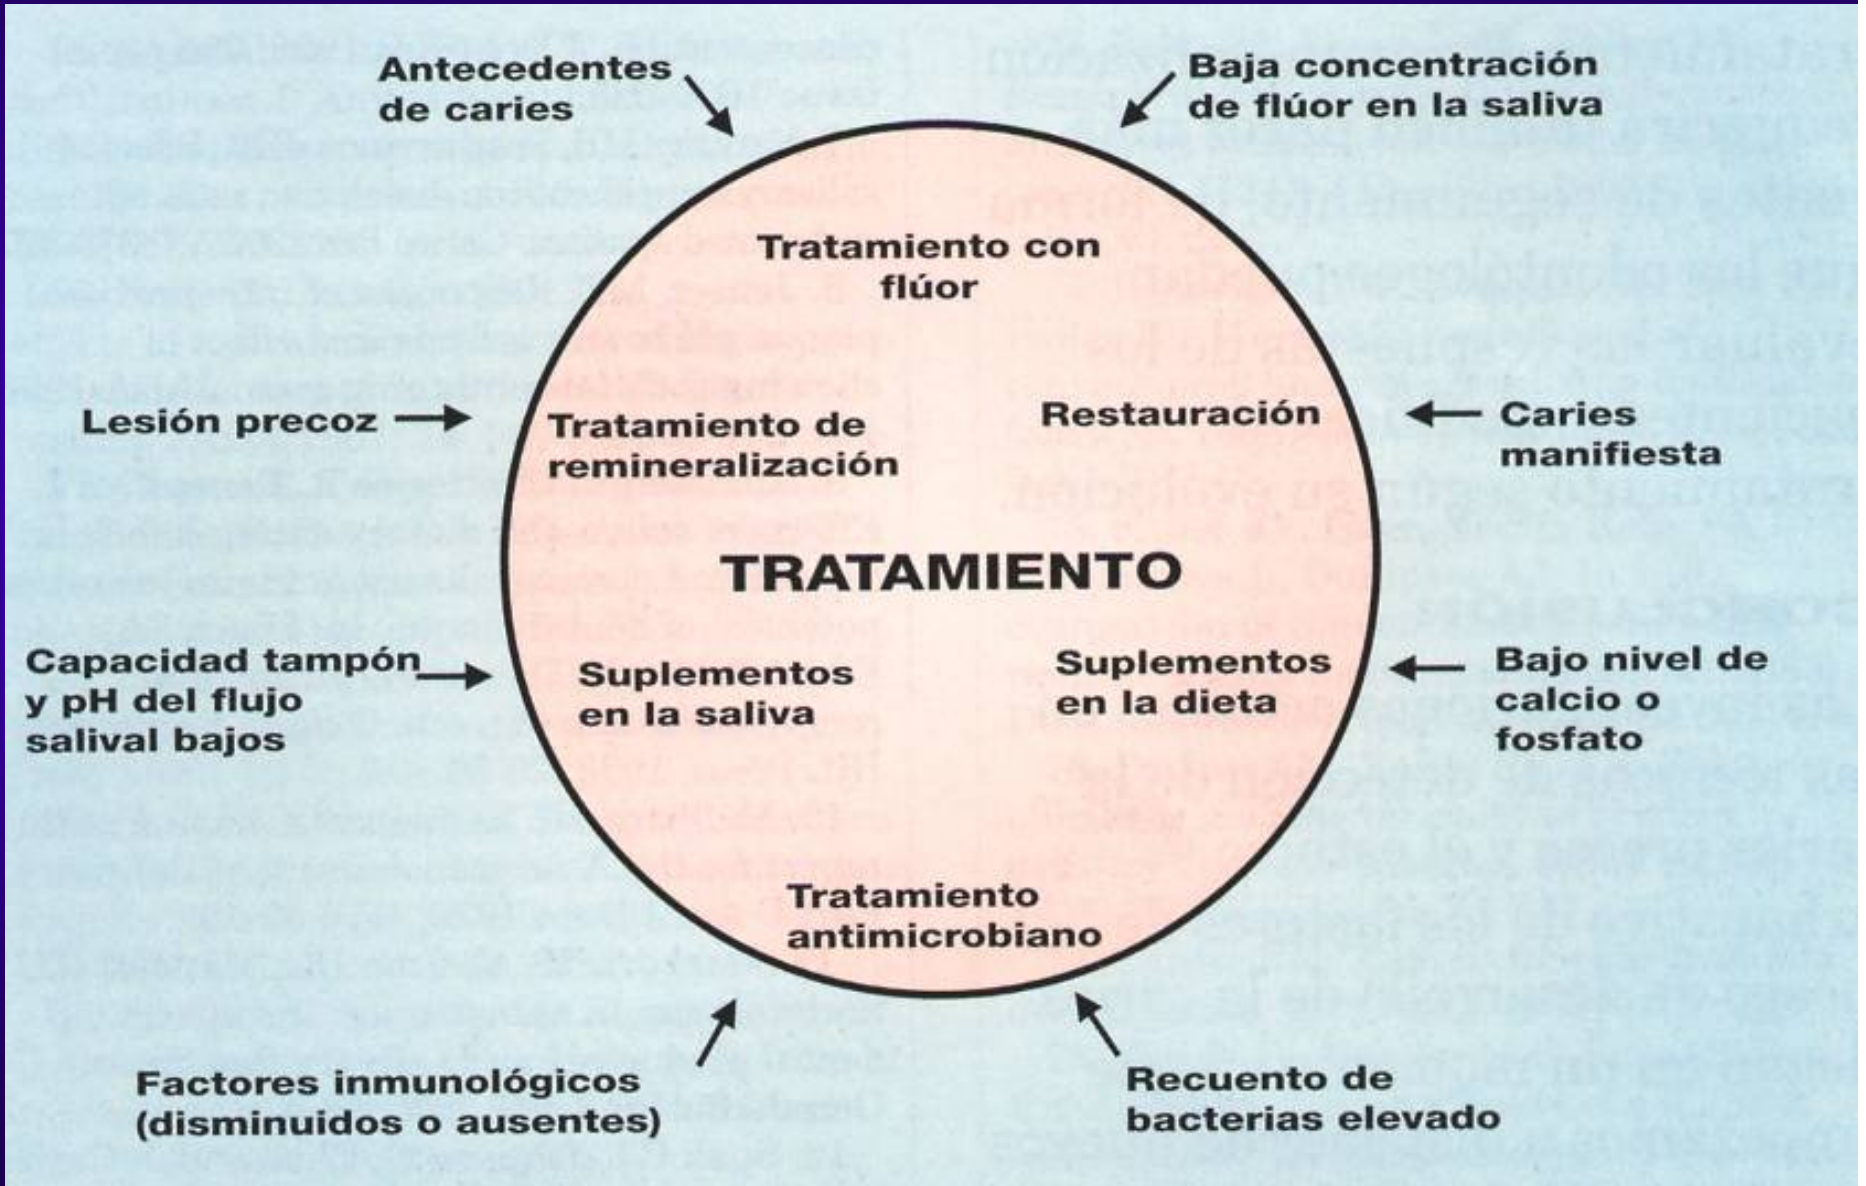 Antecedentes
de caries
Baja concentración
de flúor en la saliva
Tratamiento con
flúor
Lesión precoz
Tratamiento de
remineralización
Restauración
Caries
manifiesta
TRATAMIENTO
Capacidad tampón
y pH del flujo
salival bajos
Suplementos
en la saliva
Suplementos
en la dieta
Bajo nivel de
calcio o
fosfato
Tratamiento
antimicrobiano
Factores inmunológicos
(disminuidos o ausentes)
Recuento de
bacterias elevado